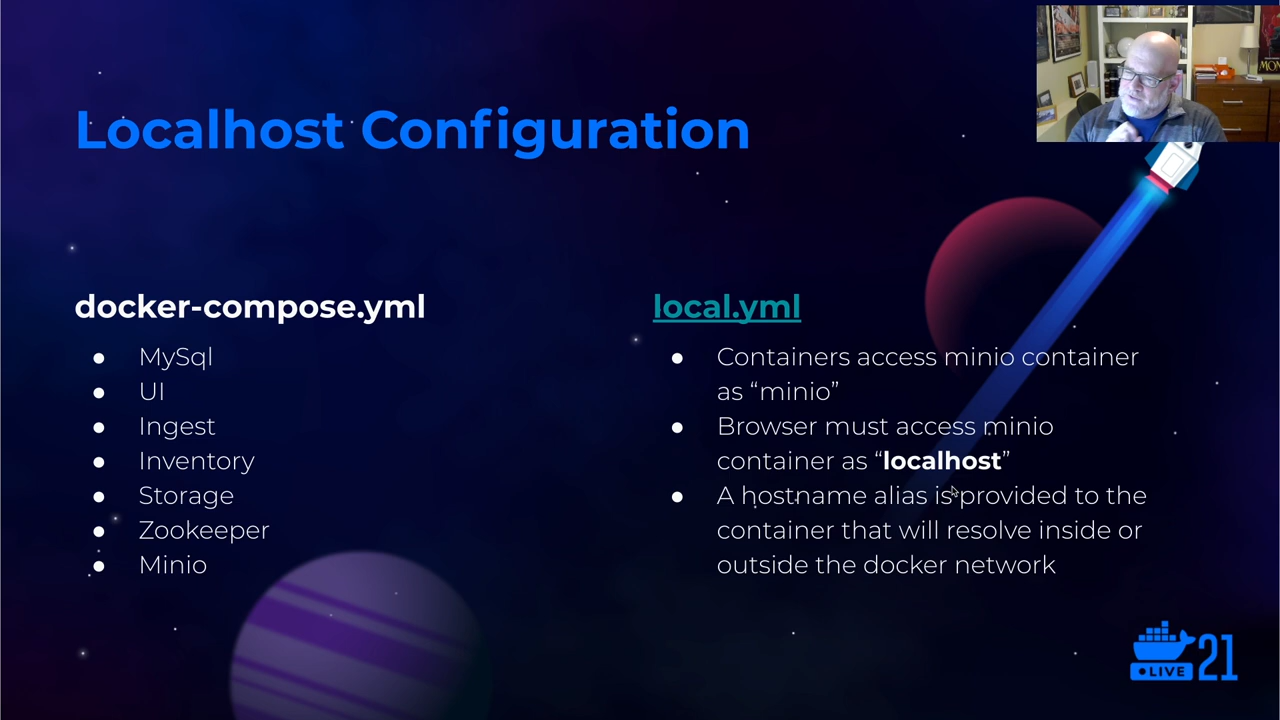 Localhost Configuration
docker-compose.yml
● MySql
● UI
● Ingest
● Inventory
● Storage
● Zookeeper
● Minio
local.yml
● Containers access minio container
as “minio”
● Browser must access minio
container as “localhost”
● A hostname alias is provided to the
container that will resolve inside or
outside the docker network
LIVE 21